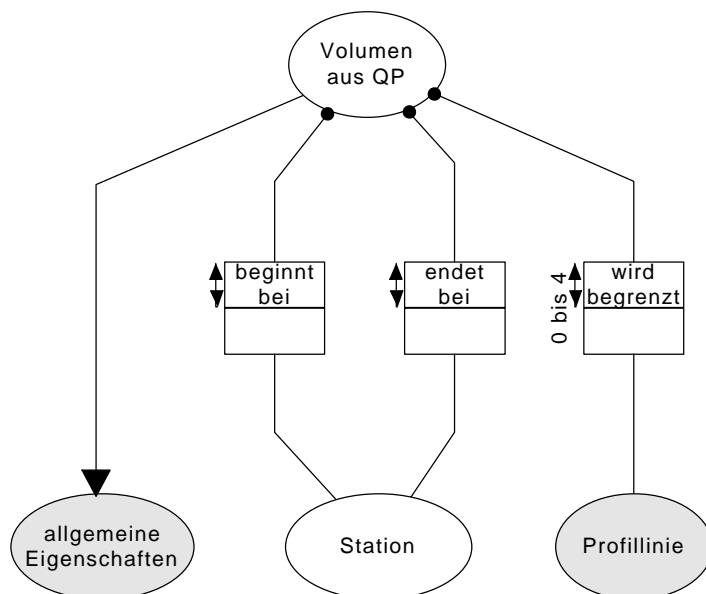 Volumen
aus QP
beginnt
bei
endet
bei
0 bis 4
wird
begrenzt
allgemeine
Eigenschaften
Station
Profillinie